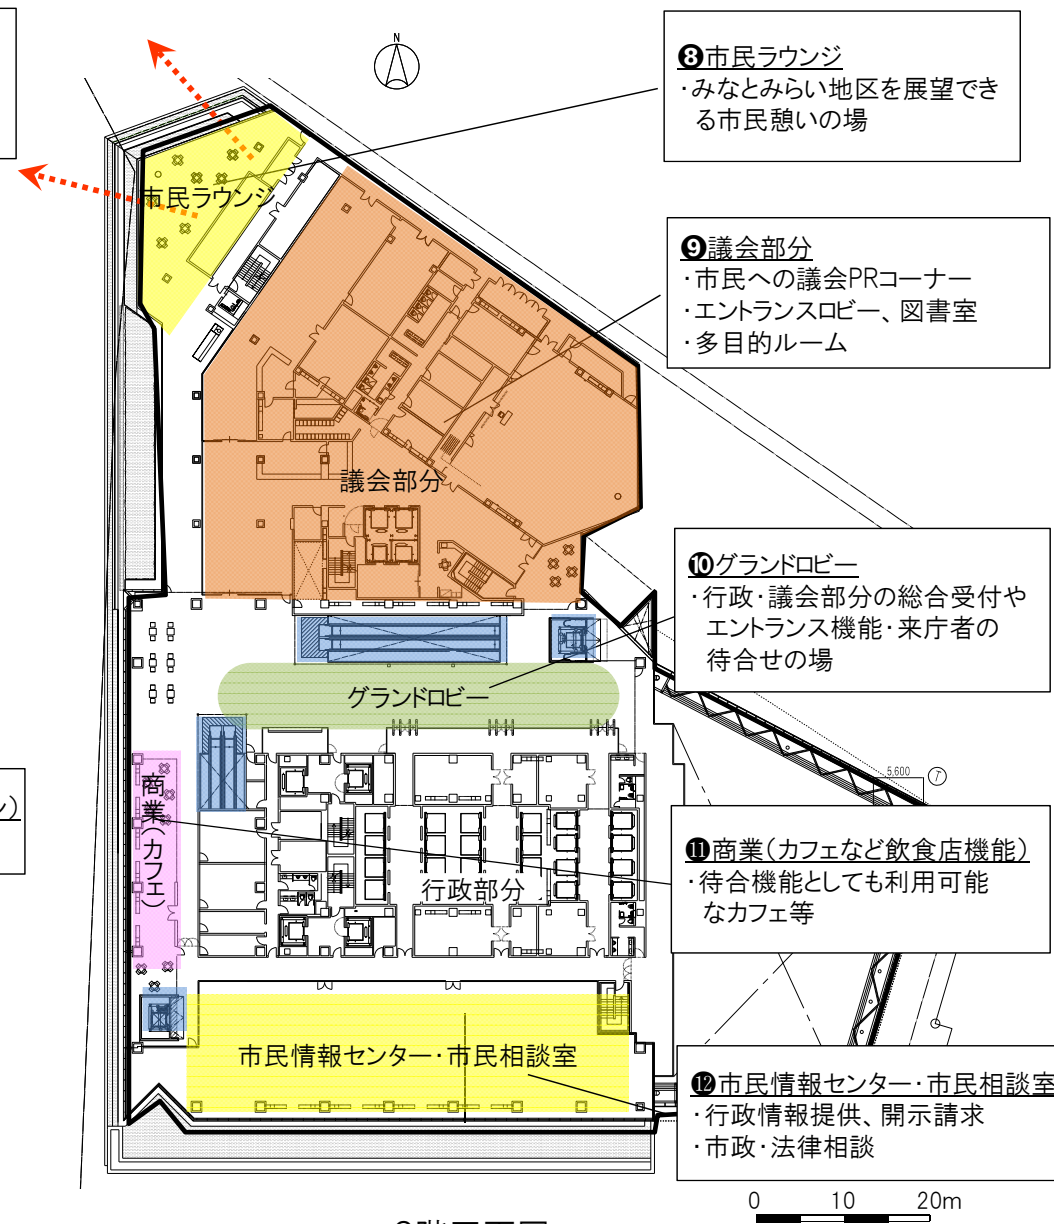 N
❽市民ラウンジ
・みなとみらい地区を展望でき
る市民憩いの場
市民ラウンジ
❾議会部分
・市民への議会PRコーナー
・エントランスロビー、図書室
・多目的ルーム
議会部分
❿グランドロビー
・行政・議会部分の総合受付や
エントランス機能・来庁者の
待合せの場
グランドロビー
5,600
T
商業(カフェ)
⓫商業(カフェなど飲食店機能)
・待合機能としても利用可能
なカフェ等
行政部分
市民情報センター・市民相談室
⓬市民情報センター・市民相談室
・行政情報提供、開示請求
・市政・法律相談
0 10 20m